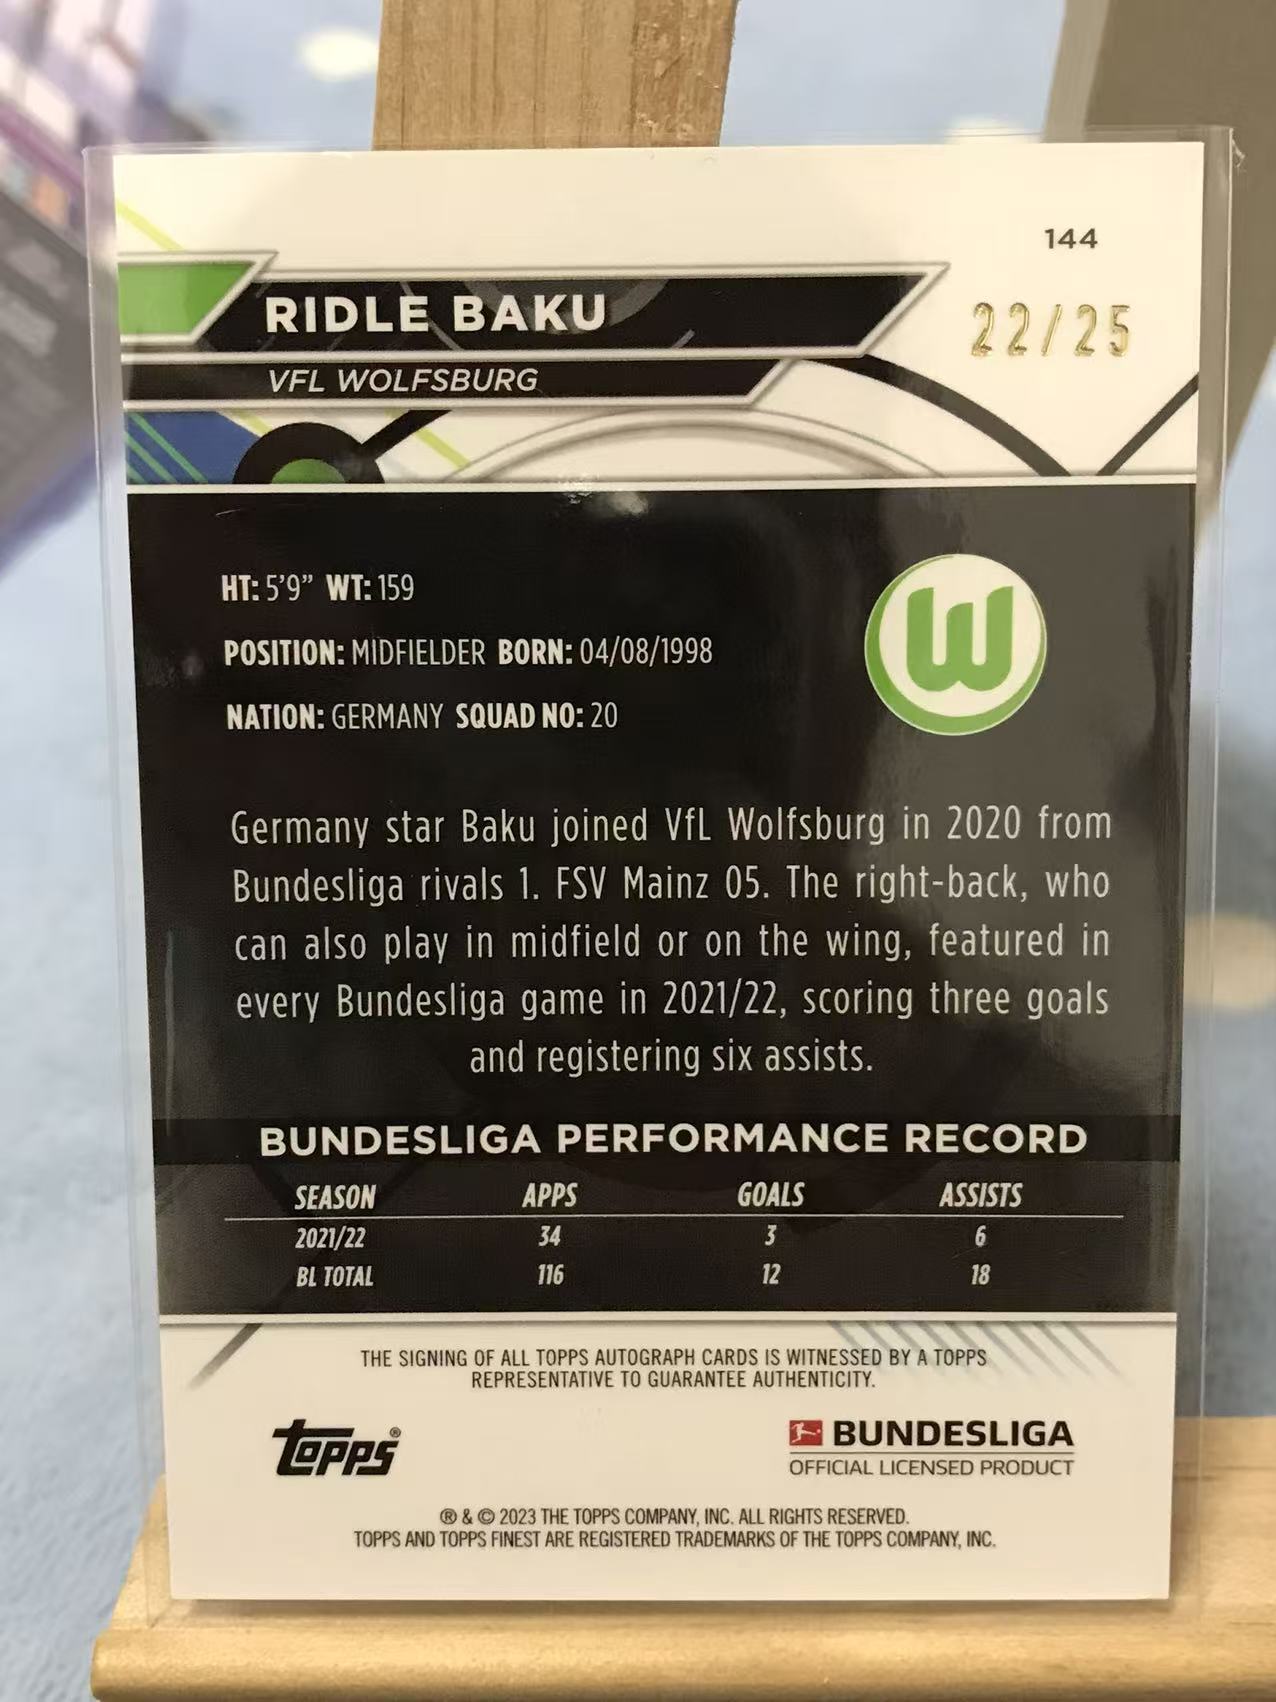 144
RIDLE BAKU
22/25
VFL WOLFSBURG
HT: 5'9" WT: 159
POSITION: MIDFIELDER BORN: 04/08/1998
NATION: GERMANY SQUAD NO: 20
W
Germany star Baku joined VfL Wolfsburg in 2020 from
Bundesliga rivals 1. FSV Mainz 05. The right-back, who
can also play in midfield or on the wing, featured in
every Bundesliga game in 2021/22, scoring three goals
and registering six assists.
BUNDESLIGA PERFORMANCE RECORD
SEASON APPS GOALS ASSISTS
2021/22 34 3 6
BL TOTAL 116 12 18
THE SIGNING OF ALL TOPPS AUTOGRAPH CARDS IS WITNESSED BY A TOPPS
REPRESENTATIVE TO GUARANTEE AUTHENTICITY.
topps®
BUNDESLIGA
OFFICIAL LICENSED PRODUCT
® & © 2023 THE TOPPS COMPANY, INC. ALL RIGHTS RESERVED.
TOPPS AND TOPPS FINEST ARE REGISTERED TRADEMARKS OF THE TOPPS COMPANY, INC.